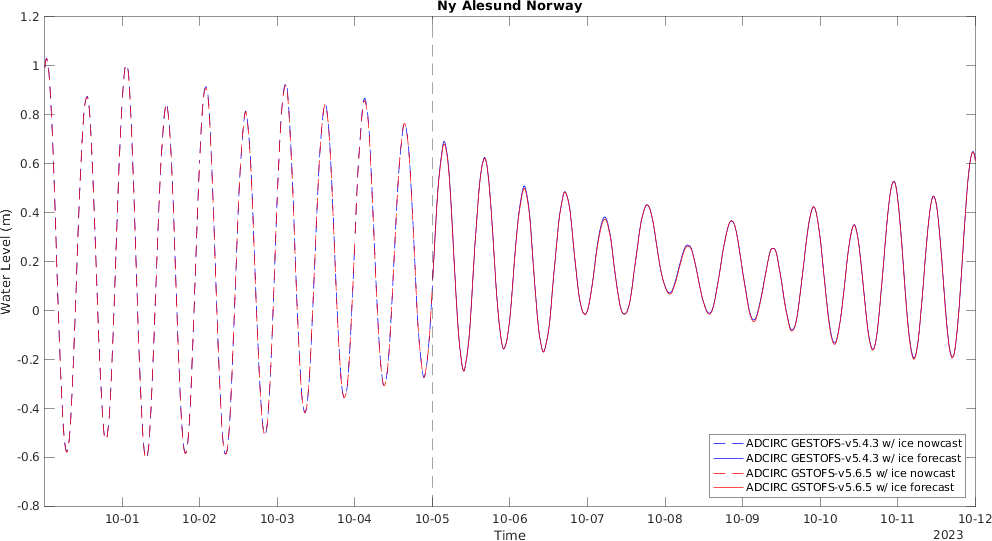 Ny Alesund Norway
1.2
1
0.8
0.6
0.4
0.2
0
-0.2
-0.4
-0.6
-0.8
Water Level (m)
ADCIRC GESTOFS-v5.4.3 w/ ice nowcast
ADCIRC GESTOFS-v5.4.3 w/ ice forecast
ADCIRC GSTOFS-v5.6.5 w/ ice nowcast
ADCIRC GSTOFS-v5.6.5 w/ ice forecast
10-01 10-02 10-03 10-04 10-05 10-06 10-07 10-08 10-09 10-10 10-11 10-12
Time
2023